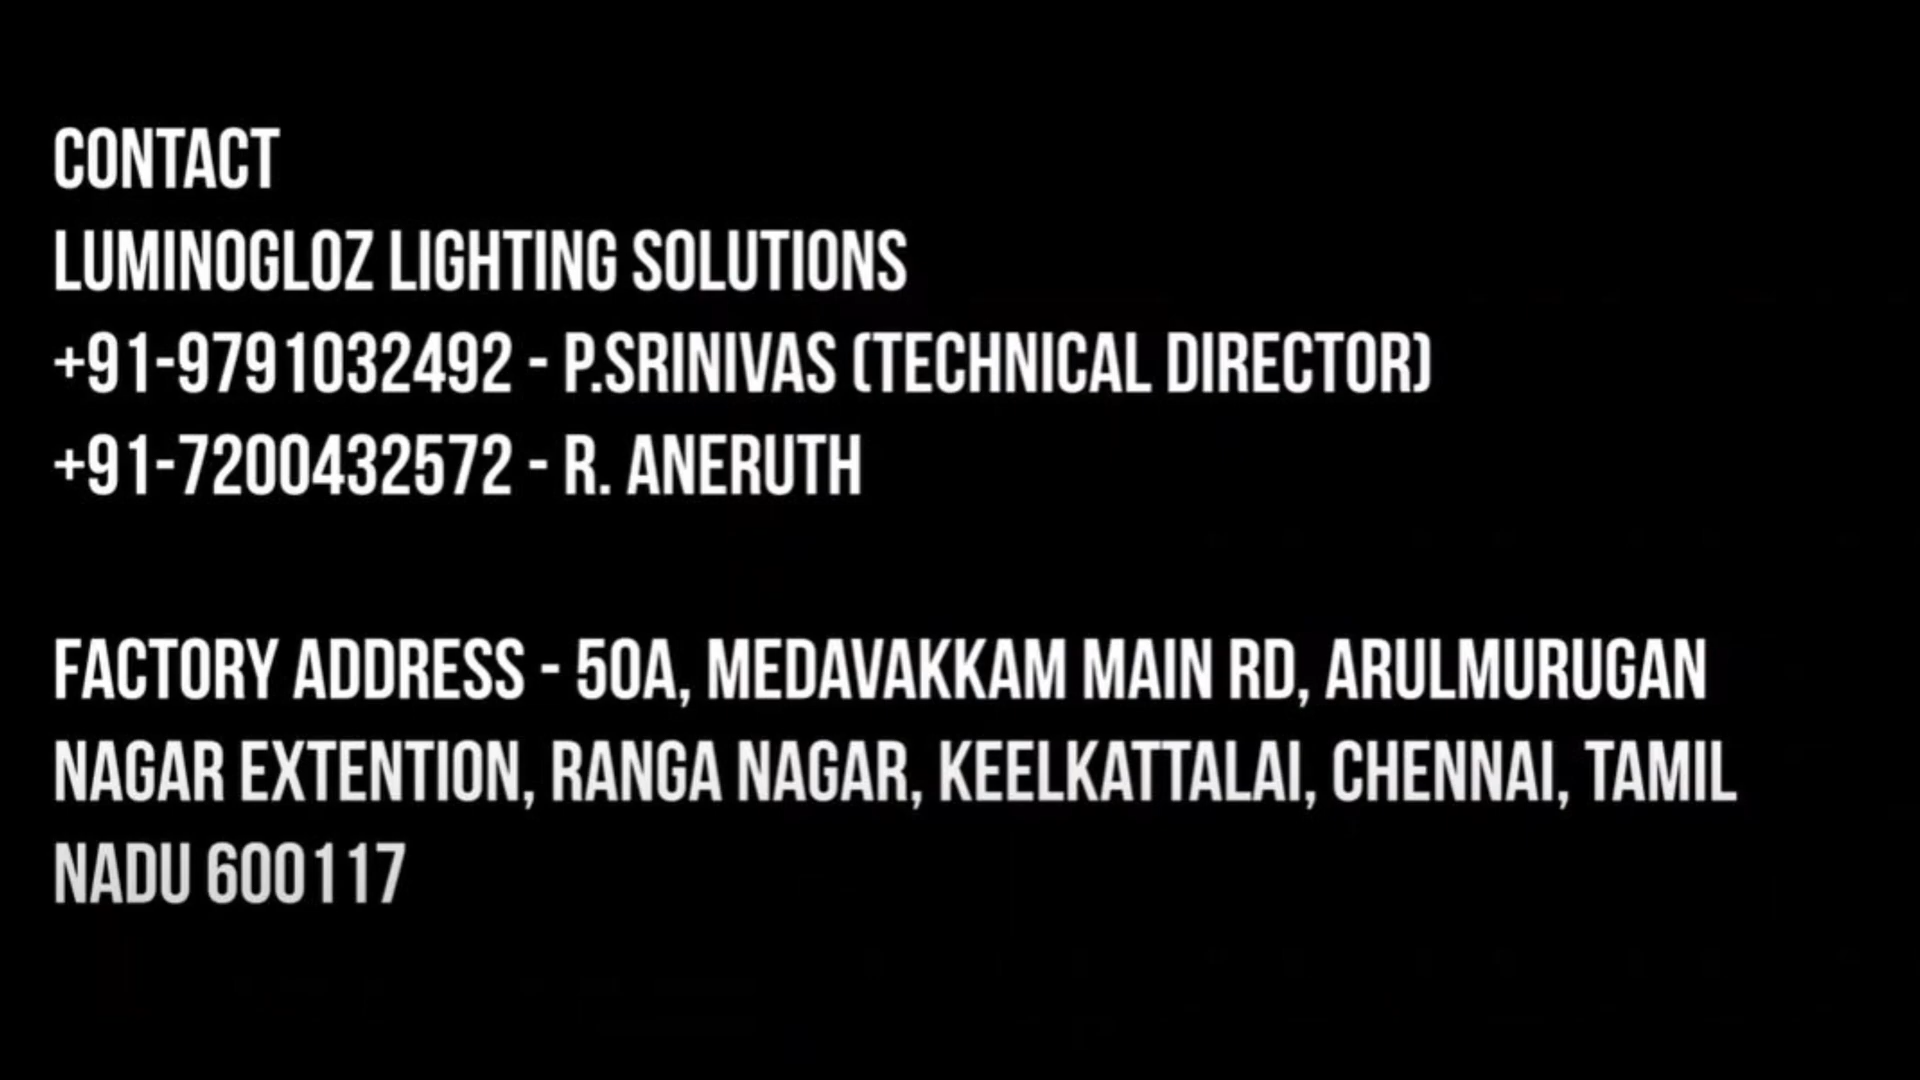 CONTACT
LUMINOGLOZ LIGHTING SOLUTIONS
+91-9791032492 - P.SRINIVAS (TECHNICAL DIRECTOR)
+91-7200432572 - R. ANERUTH
FACTORY ADDRESS - 50A, MEDAVAKKAM MAIN RD, ARULMURUGAN
NAGAR EXTENTION, RANGA NAGAR, KEELKATTALAI, CHENNAI, TAMIL
NADU 600117